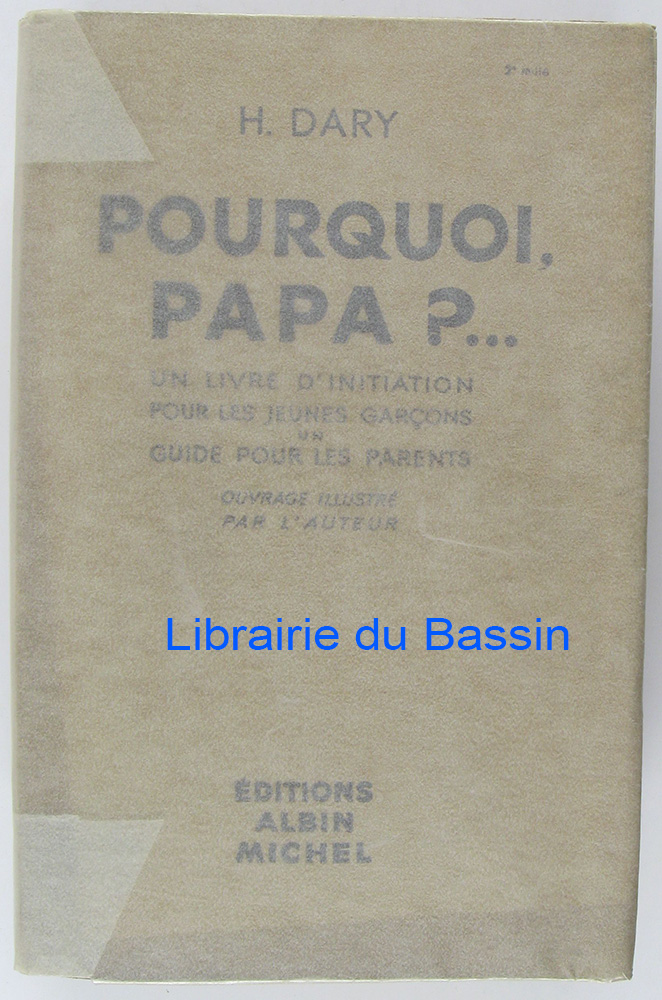 2e mille
H. DARY
POURQUOI,
PAPA ?...
UN LIVRE D'INITIATION
POUR LES JEUNES GARÇONS
UN
GUIDE POUR LES PARENTS
OUVRAGE ILLUSTRÉ
PAR L'AUTEUR
Librairie du Bassin
ÉDITIONS
ALBIN
MICHEL